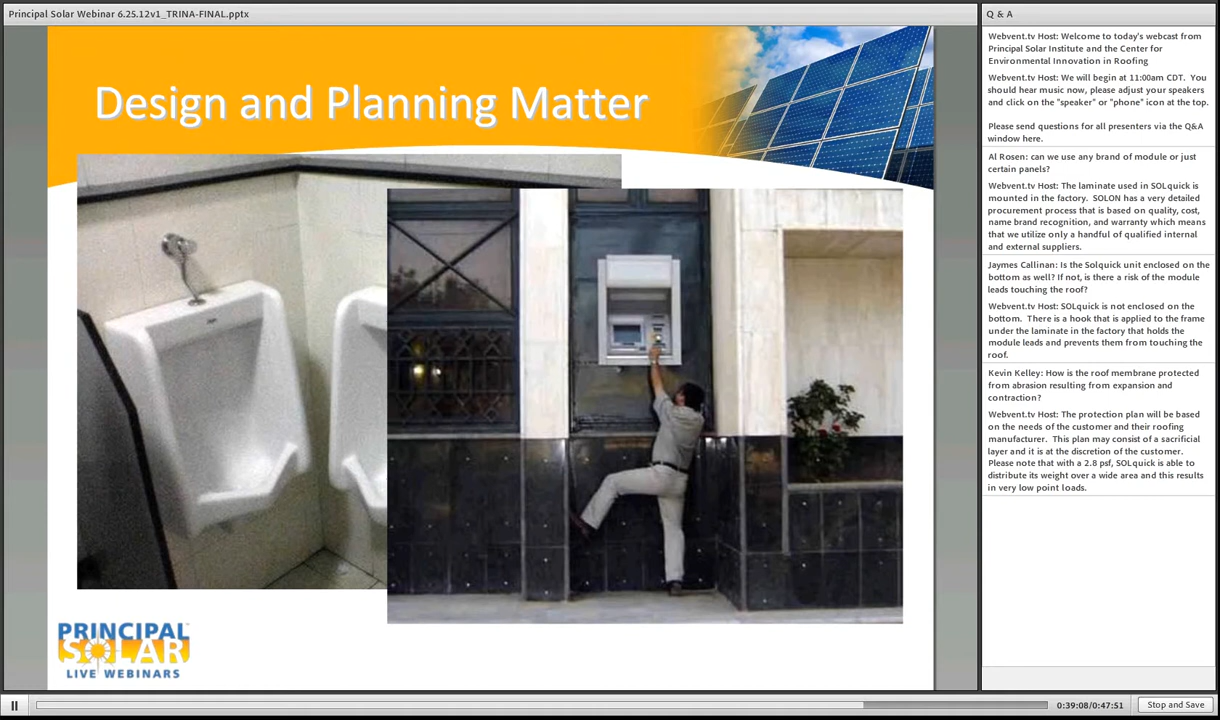 Principal Solar Webinar 6.25.12v1_TRINA-FINAL.pptx
Design and Planning Matter
PRINCIPAL
SOLAR
LIVE WEBINARS
Q & A
Webvent.tv Host: Welcome to today's webcast from
Principal Solar Institute and the Center for
Environmental Innovation in Roofing
Webvent.tv Host: We will begin at 11:00am CDT. You
should hear music now, please adjust your speakers
and click on the "speaker" or "phone" icon at the top.
Please send questions for all presenters via the Q&A
window here.
Al Rosen: can we use any brand of module or just
certain panels?
Webvent.tv Host: The laminate used in SOLquick is
mounted in the factory. SOLON has a very detailed
procurement process that is based on quality, cost,
name brand recognition, and warranty which means
that we utilize only a handful of qualified internal
and external suppliers.
Jaymes Callinan: Is the Solquick unit enclosed on the
bottom as well? If not, is there a risk of the module
leads touching the roof?
Webvent.tv Host: SOLquick is not enclosed on the
bottom. There is a hook that is applied to the frame
under the laminate in the factory that holds the
module leads and prevents them from touching the
roof.
Kevin Kelley: How is the roof membrane protected
from abrasion resulting from expansion and
contraction?
Webvent.tv Host: The protection plan will be based
on the needs of the customer and their roofing
manufacturer. This plan may consist of a sacrificial
layer and it is at the discretion of the customer.
Please note that with a 2.8 psf, SOLquick is able to
distribute its weight over a wide area and this results
in very low point loads.
0:39:08/0:47:51
Stop and Save